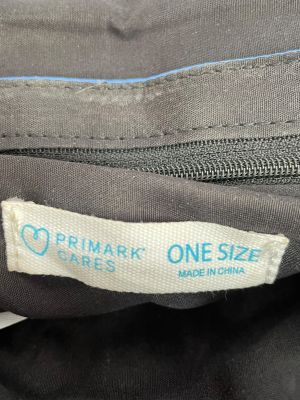 PRIMARK®
CARES
ONE SIZE
MADE IN CHINA